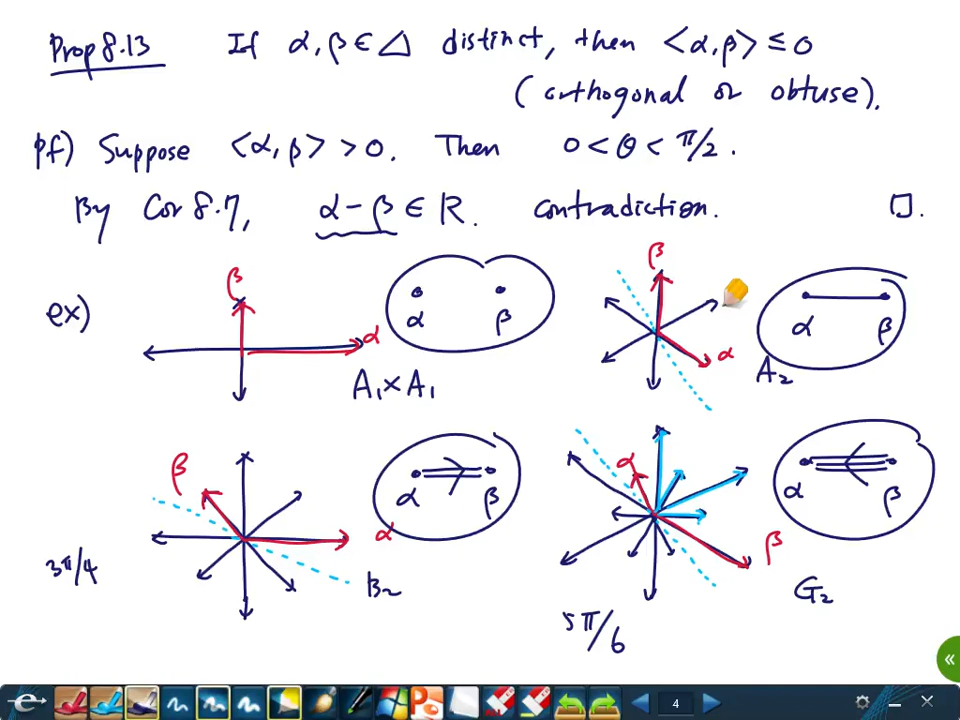 Prop 8.13 If α, β ∈ △ distinct, then <α, β> ≤ 0
(orthogonal or obtuse).
pf) Suppose <α, β> > 0. Then 0 < θ < π/2.
By Cor 8.7, α - β ∈ R. contradiction. □.
ex)
β
α
α β
A₁×A₁
β
α
α β
A₂
β
α
α β
3π/4
B₂
α
β
α β
5π/6
G₂
4